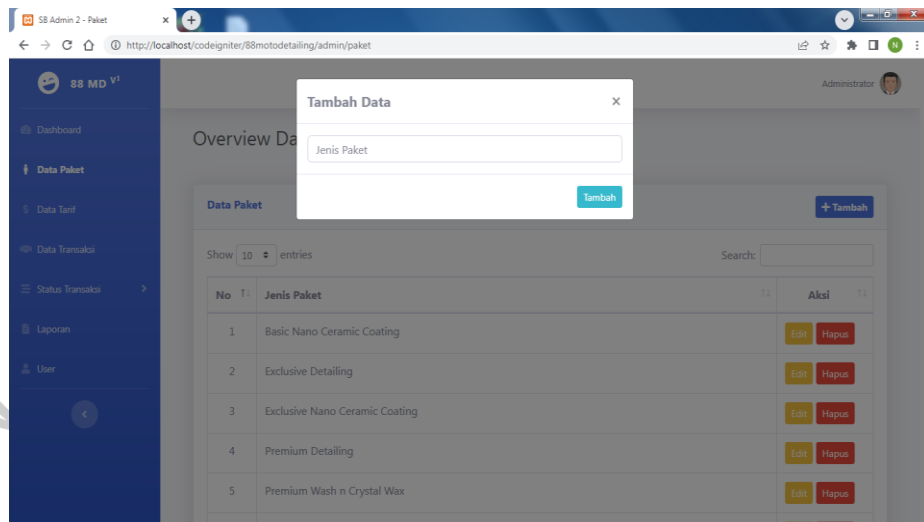 SB Admin 2 - Paket
http://localhost/codeigniter/88motodetailing/admin/paket
N
88 MD V1
Administrator
Dashboard
Data Paket
Data Tarif
Data Transaksi
Status Transaksi
Laporan
User
Tambah Data
Jenis Paket
Tambah
Overview Da
Data Paket
+ Tambah
Show 10 entries
Search:
No Jenis Paket Aksi
1 Basic Nano Ceramic Coating Edit Hapus
2 Exclusive Detailing Edit Hapus
3 Exclusive Nano Ceramic Coating Edit Hapus
4 Premium Detailing Edit Hapus
5 Premium Wash n Crystal Wax Edit Hapus